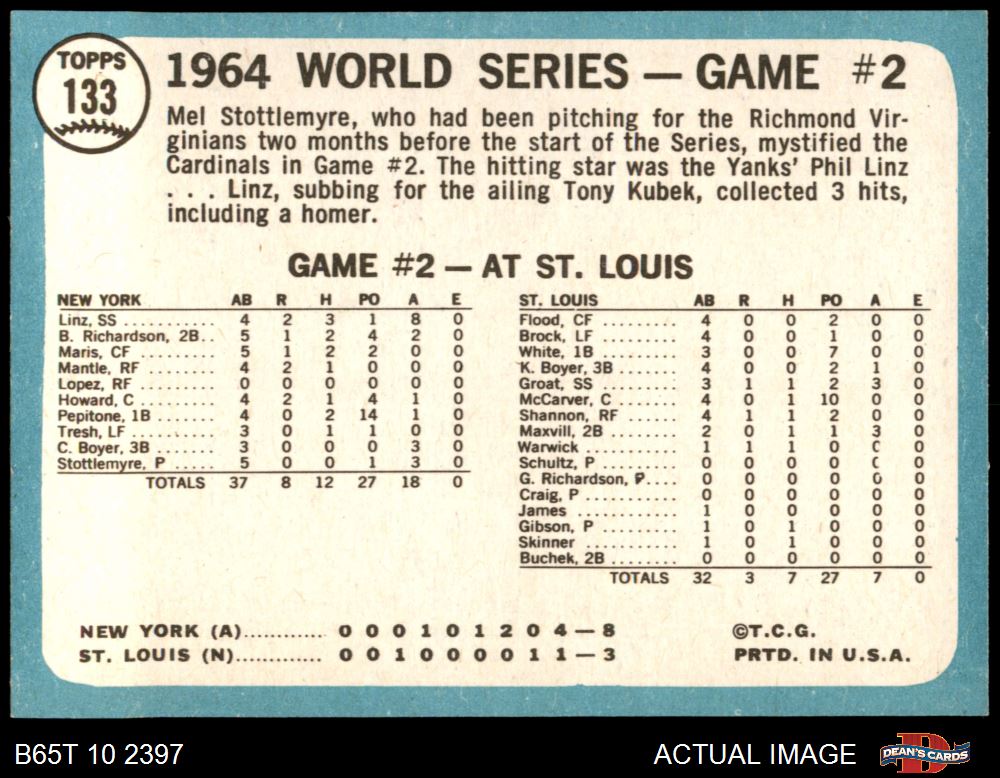 TOPPS
133
1964 WORLD SERIES — GAME #2
Mel Stottlemyre, who had been pitching for the Richmond Vir-
ginians two months before the start of the Series, mystified the
Cardinals in Game #2. The hitting star was the Yanks' Phil Linz
. . . Linz, subbing for the ailing Tony Kubek, collected 3 hits,
including a homer.
GAME #2 — AT ST. LOUIS
NEW YORK AB R H PO A E
Linz, SS ........... 4 2 3 1 8 0
B. Richardson, 2B.. 5 1 2 4 2 0
Maris, CF ......... 5 1 2 2 0 0
Mantle, RF ........ 4 2 1 0 0 0
Lopez, RF ......... 0 0 0 0 0 0
Howard, C ......... 4 2 1 4 1 0
Pepitone, 1B ....... 4 0 2 14 1 0
Tresh, LF .......... 3 0 1 1 0 0
C. Boyer, 3B ....... 3 0 0 0 3 0
Stottlemyre, P ..... 5 0 0 1 3 0
TOTALS 37 8 12 27 18 0
ST. LOUIS AB R H PO A E
Flood, CF ......... 4 0 0 2 0 0
Brock, LF ......... 4 0 0 1 0 0
White, 1B ......... 3 0 0 7 0 0
K. Boyer, 3B ....... 4 0 0 2 1 0
Groat, SS ......... 3 1 1 2 3 0
McCarver, C ....... 4 0 1 10 0 0
Shannon, RF ....... 4 1 1 2 0 0
Maxvill, 2B ........ 2 0 1 1 3 0
Warwick ........... 1 1 1 0 0 0
Schultz, P ......... 0 0 0 0 0 0
G. Richardson, P.... 0 0 0 0 0 0
Craig, P ........... 0 0 0 0 0 0
James ............ 1 0 0 0 0 0
Gibson, P ......... 1 0 1 0 0 0
Skinner .......... 1 0 1 0 0 0
Buchek, 2B ........ 0 0 0 0 0 0
TOTALS 32 3 7 27 7 0
NEW YORK (A)............ 0 0 0 1 0 1 2 0 4 — 8
ST. LOUIS (N)............. 0 0 1 0 0 0 0 1 1 — 3
©T.C.G.
PRTD. IN U.S.A.
B65T 10 2397
ACTUAL IMAGE
D
DEAN'S CARDS